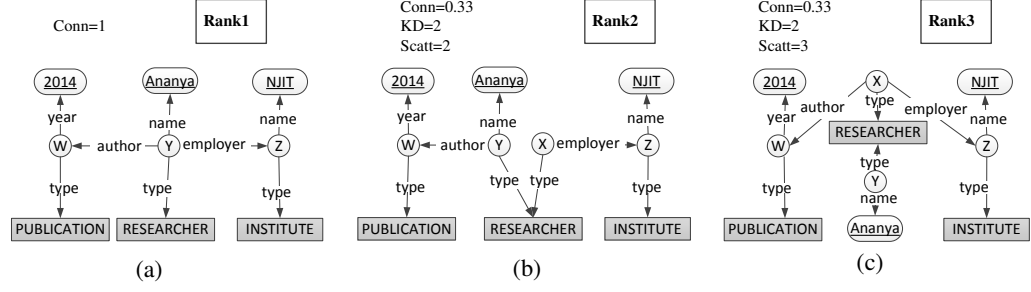 Conn=1
Rank1
2014
Ananya
NJIT
year
name
name
W
author
Y
employer
Z
type
type
type
PUBLICATION
RESEARCHER
INSTITUTE
(a)
Conn=0.33
KD=2
Scatt=2
Rank2
2014
Ananya
NJIT
year
name
name
W
author
Y
X
employer
Z
type
type
type
type
PUBLICATION
RESEARCHER
INSTITUTE
(b)
Conn=0.33
KD=2
Scatt=3
Rank3
2014
X
NJIT
author
type
employer
year
name
RESEARCHER
W
Z
type
type
type
Y
name
PUBLICATION
Ananya
INSTITUTE
(c)